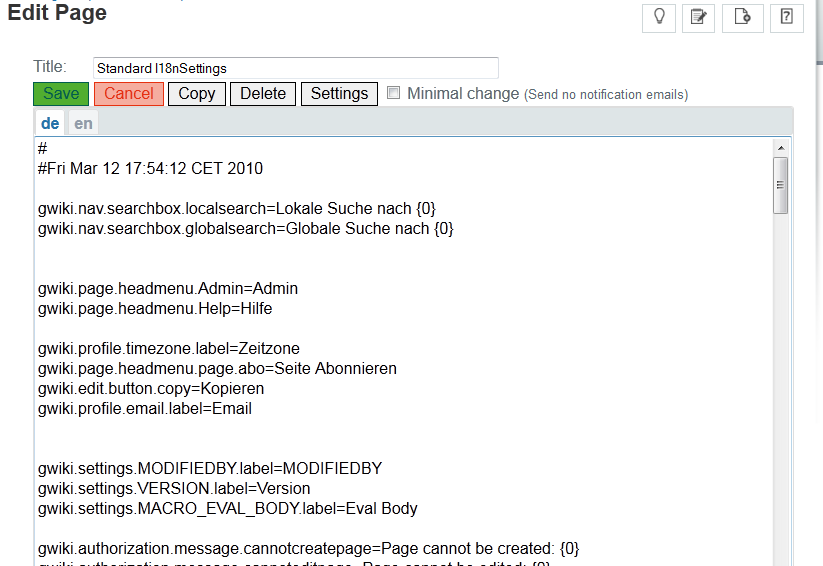 Edit Page
?
Title:
Standard I18nSettings
Save Cancel Copy Delete Settings Minimal change (Send no notification emails)
de en
#
#Fri Mar 12 17:54:12 CET 2010
gwiki.nav.searchbox.localsearch=Lokale Suche nach {0}
gwiki.nav.searchbox.globalsearch=Globale Suche nach {0}
gwiki.page.headmenu.Admin=Admin
gwiki.page.headmenu.Help=Hilfe
gwiki.profile.timezone.label=Zeitzone
gwiki.page.headmenu.page.abo=Seite Abonnieren
gwiki.edit.button.copy=Kopieren
gwiki.profile.email.label=Email
gwiki.settings.MODIFIEDBY.label=MODIFIEDBY
gwiki.settings.VERSION.label=Version
gwiki.settings.MACRO_EVAL_BODY.label=Eval Body
gwiki.authorization.message.cannotcreatepage=Page cannot be created: {0}